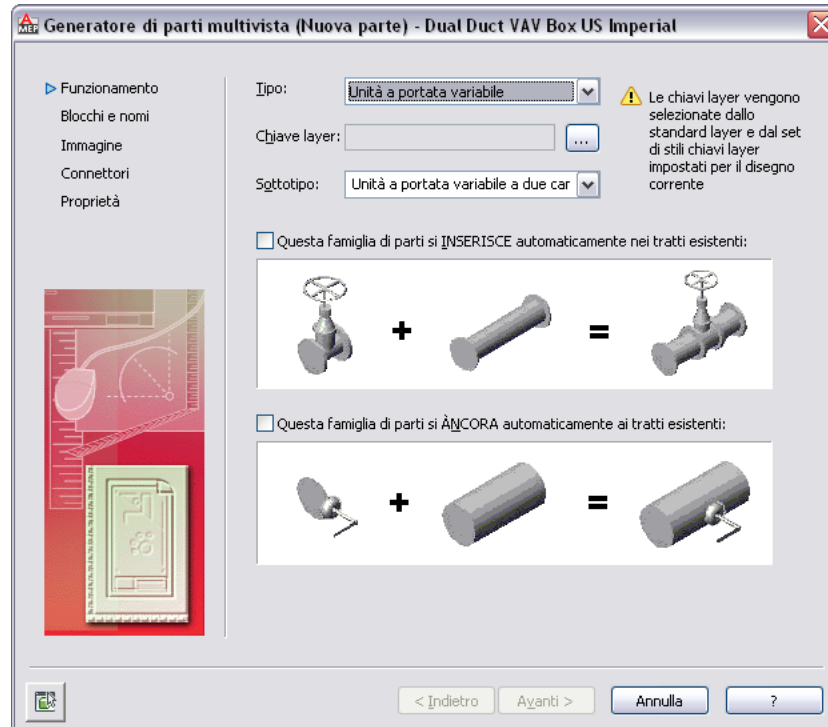 Generatore di parti multivista (Nuova parte) - Dual Duct VAV Box US Imperial
Funzionamento
Blocchi e nomi
Immagine
Connettori
Proprietà
Tipo:
Unità a portata variabile
Chiave layer:
...
Sottotipo:
Unità a portata variabile a due car
Le chiavi layer vengono
selezionate dallo
standard layer e dal set
di stili chiavi layer
impostati per il disegno
corrente
Questa famiglia di parti si INSERISCE automaticamente nei tratti esistenti:
+
=
Questa famiglia di parti si ÀNCORA automaticamente ai tratti esistenti:
+
=
< Indietro
Avanti >
Annulla
?